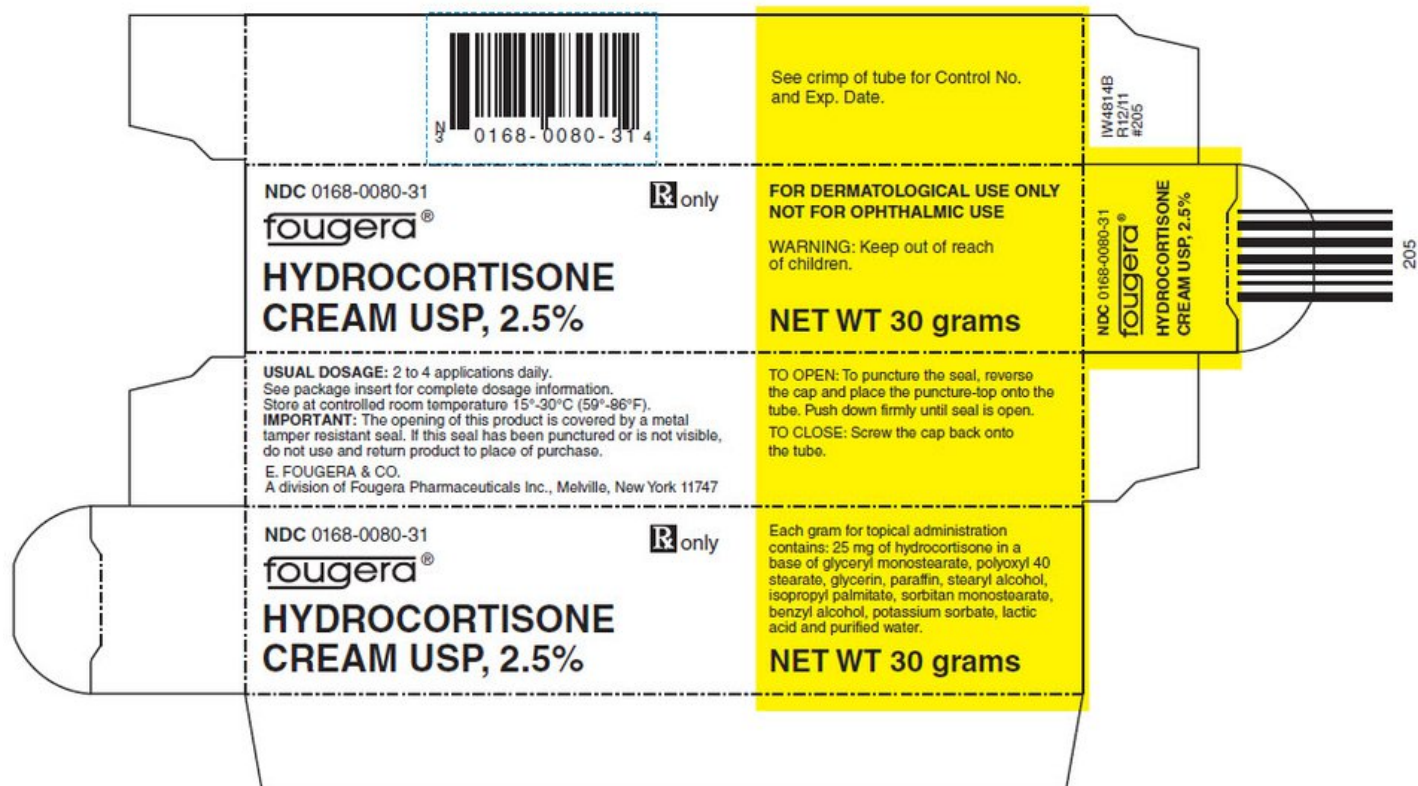 N
3 0168-0080-31 4
See crimp of tube for Control No.
and Exp. Date.
IW4814B
R12/11
#205
NDC 0168-0080-31
Rx only
fougera®
HYDROCORTISONE
CREAM USP, 2.5%
FOR DERMATOLOGICAL USE ONLY
NOT FOR OPHTHALMIC USE
WARNING: Keep out of reach
of children.
NET WT 30 grams
NDC 0168-0080-31
fougera®
HYDROCORTISONE
CREAM USP, 2.5%
205
USUAL DOSAGE: 2 to 4 applications daily.
See package insert for complete dosage information.
Store at controlled room temperature 15°-30°C (59°-86°F).
IMPORTANT: The opening of this product is covered by a metal
tamper resistant seal. If this seal has been punctured or is not visible,
do not use and return product to place of purchase.
E. FOUGERA & CO.
A division of Fougera Pharmaceuticals Inc., Melville, New York 11747
TO OPEN: To puncture the seal, reverse
the cap and place the puncture-top onto the
tube. Push down firmly until seal is open.
TO CLOSE: Screw the cap back onto
the tube.
NDC 0168-0080-31
Rx only
fougera®
HYDROCORTISONE
CREAM USP, 2.5%
Each gram for topical administration
contains: 25 mg of hydrocortisone in a
base of glyceryl monostearate, polyoxyl 40
stearate, glycerin, paraffin, stearyl alcohol,
isopropyl palmitate, sorbitan monostearate,
benzyl alcohol, potassium sorbate, lactic
acid and purified water.
NET WT 30 grams